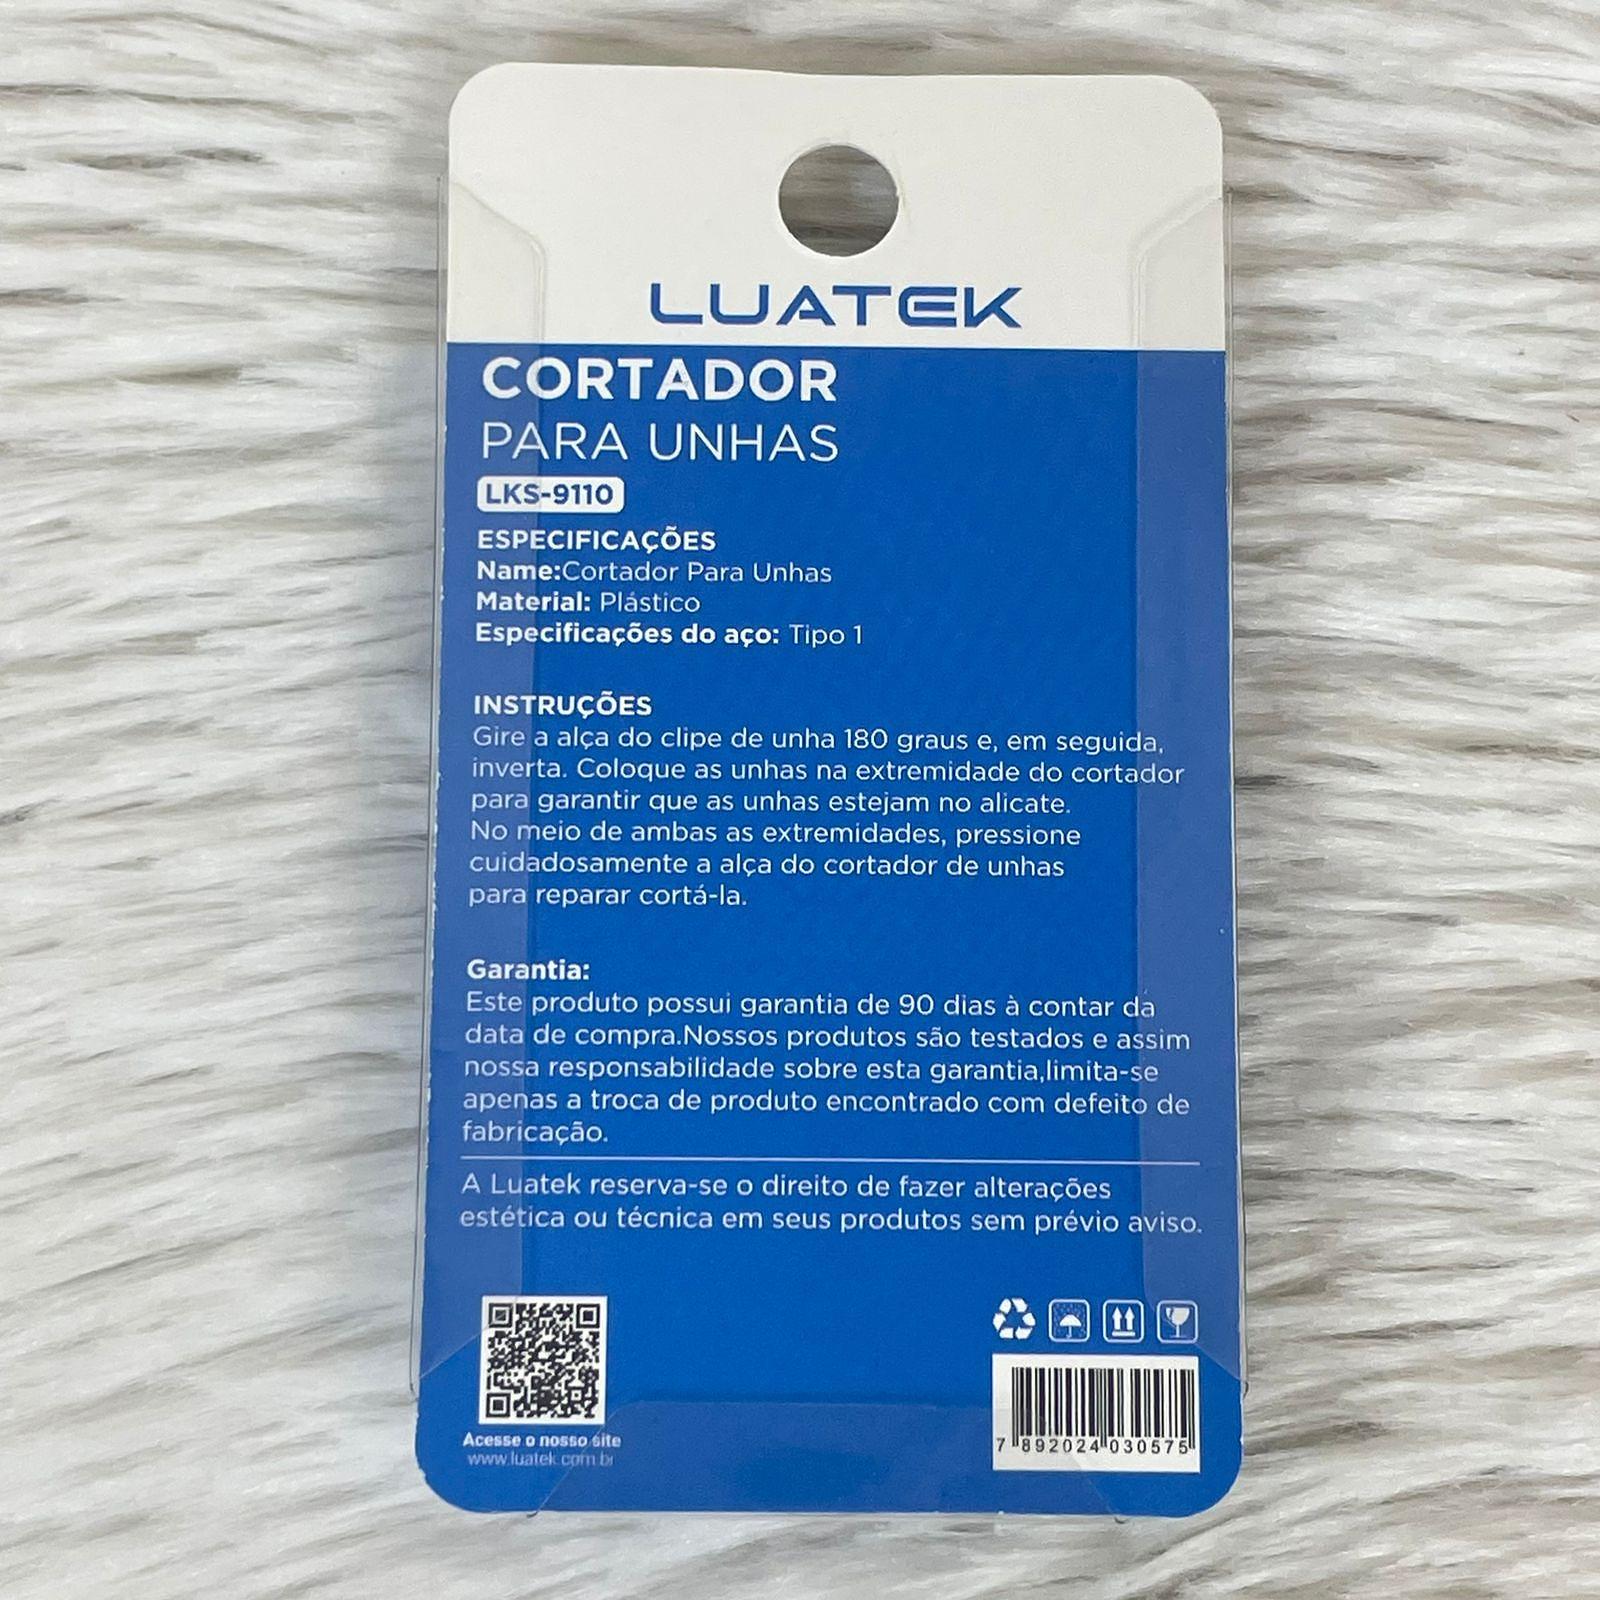 LUATEK
CORTADOR
PARA UNHAS
LKS-9110
ESPECIFICAÇÕES
Name:Cortador Para Unhas
Material: Plástico
Especificações do aço: Tipo 1
INSTRUÇÕES
Gire a alça do clipe de unha 180 graus e, em seguida,
inverta. Coloque as unhas na extremidade do cortador
para garantir que as unhas estejam no alicate.
No meio de ambas as extremidades, pressione
cuidadosamente a alça do cortador de unhas
para reparar cortá-la.
Garantia:
Este produto possui garantia de 90 dias à contar da
data de compra.Nossos produtos são testados e assim
nossa responsabilidade sobre esta garantia,limita-se
apenas a troca de produto encontrado com defeito de
fabricação.
A Luatek reserva-se o direito de fazer alterações
estética ou técnica em seus produtos sem prévio aviso.
Acesse o nosso site
www.luatek.com.br
7 892024 030575